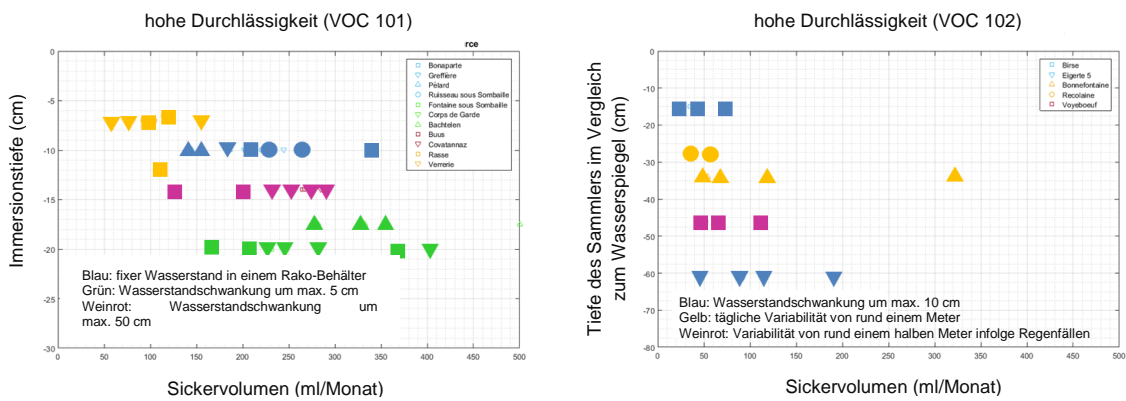 hohe Durchlässigkeit (VOC 101)
rce
0
-5
-10
-15
-20
-25
-30
Immersionstiefe (cm)
Bonaparte
Greffière
Pélard
Ruisseau sous Sombaille
Fontaine sous Sombaille
Corps de Garde
Bachtelen
Buus
Covatannaz
Rasse
Verrerie
Blau: fixer Wasserstand in einem Rako-Behälter
Grün: Wasserstandschwankung um max. 5 cm
Weinrot: Wasserstandschwankung um
max. 50 cm
0 50 100 150 200 250 300 350 400 450 500
Sickervolumen (ml/Monat)
hohe Durchlässigkeit (VOC 102)
0
-10
-20
-30
-40
-50
-60
-70
-80
Tiefe des Sammlers im Vergleich
zum Wasserspiegel (cm)
Birse
Eigerte 5
Bonnefontaine
Recolaine
Voyeboeuf
Blau: Wasserstandschwankung um max. 10 cm
Gelb: tägliche Variabilität von rund einem Meter
Weinrot: Variabilität von rund einem halben Meter infolge Regenfällen
0 50 100 150 200 250 300 350 400 450 500
Sickervolumen (ml/Monat)